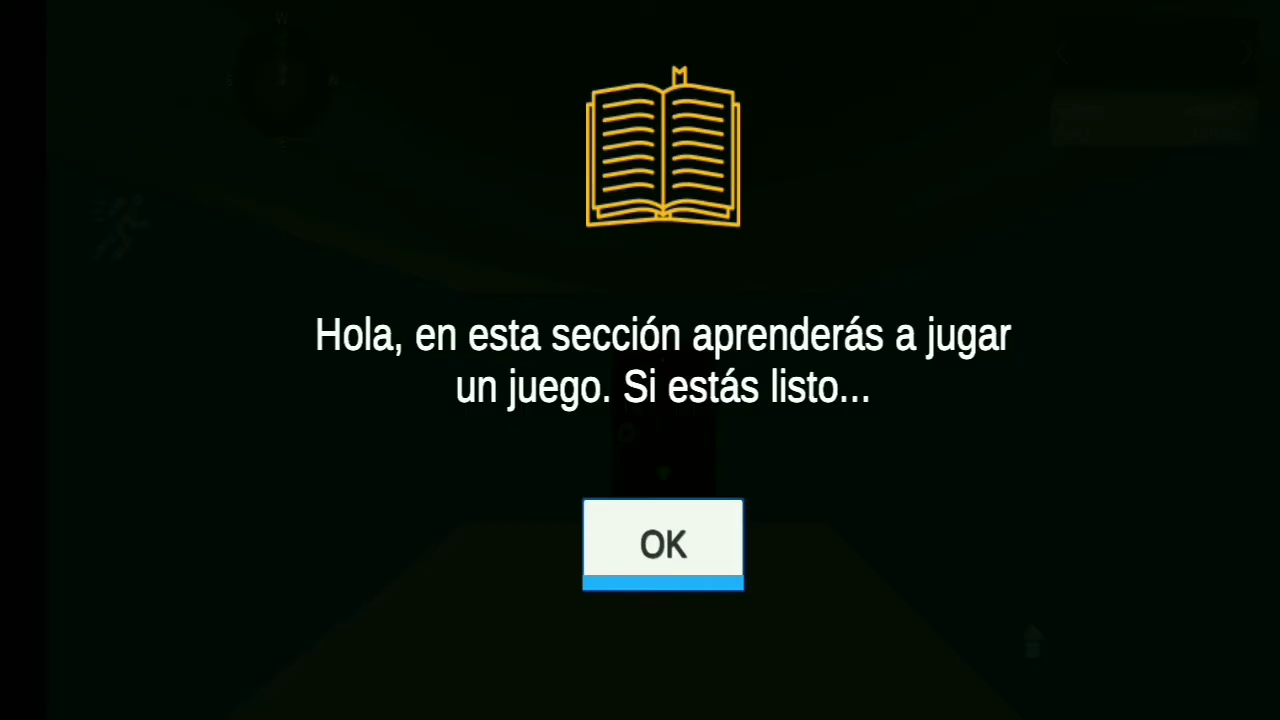 Hola, en esta sección aprenderás a jugar
un juego. Si estás listo...
OK